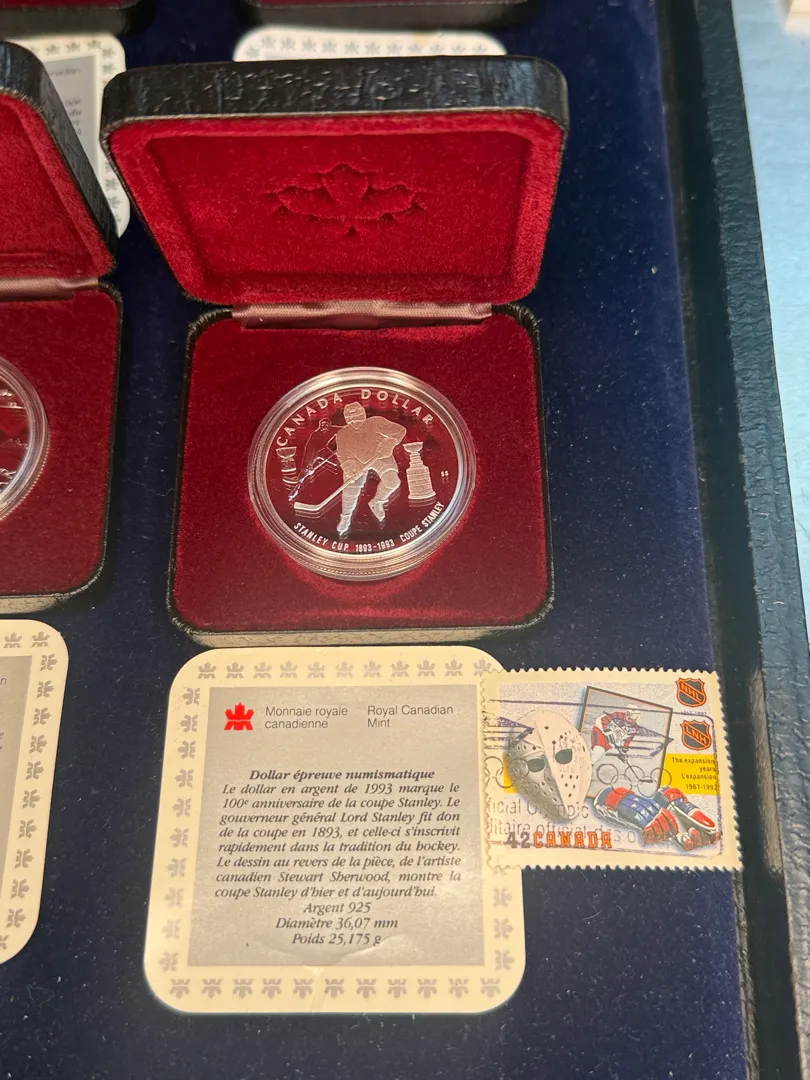 CANADA DOLLAR
SS
STANLEY CUP 1893-1993 COUPE STANLEY
Monnaie royale
canadienne
Royal Canadian
Mint
Dollar épreuve numismatique
Le dollar en argent de 1993 marque le
100e anniversaire de la coupe Stanley. Le
gouverneur général Lord Stanley fit don
de la coupe en 1893, et celle-ci s'inscrivit
rapidement dans la tradition du hockey.
Le dessin au revers de la pièce, de l'artiste
canadien Stewart Sherwood, montre la
coupe Stanley d'hier et d'aujourd'hui.
Argent 925
Diamètre 36,07 mm
Poids 25,175 g
NHL
LNH
The expansion
years
L'expansion
1967-1992
42 CANADA